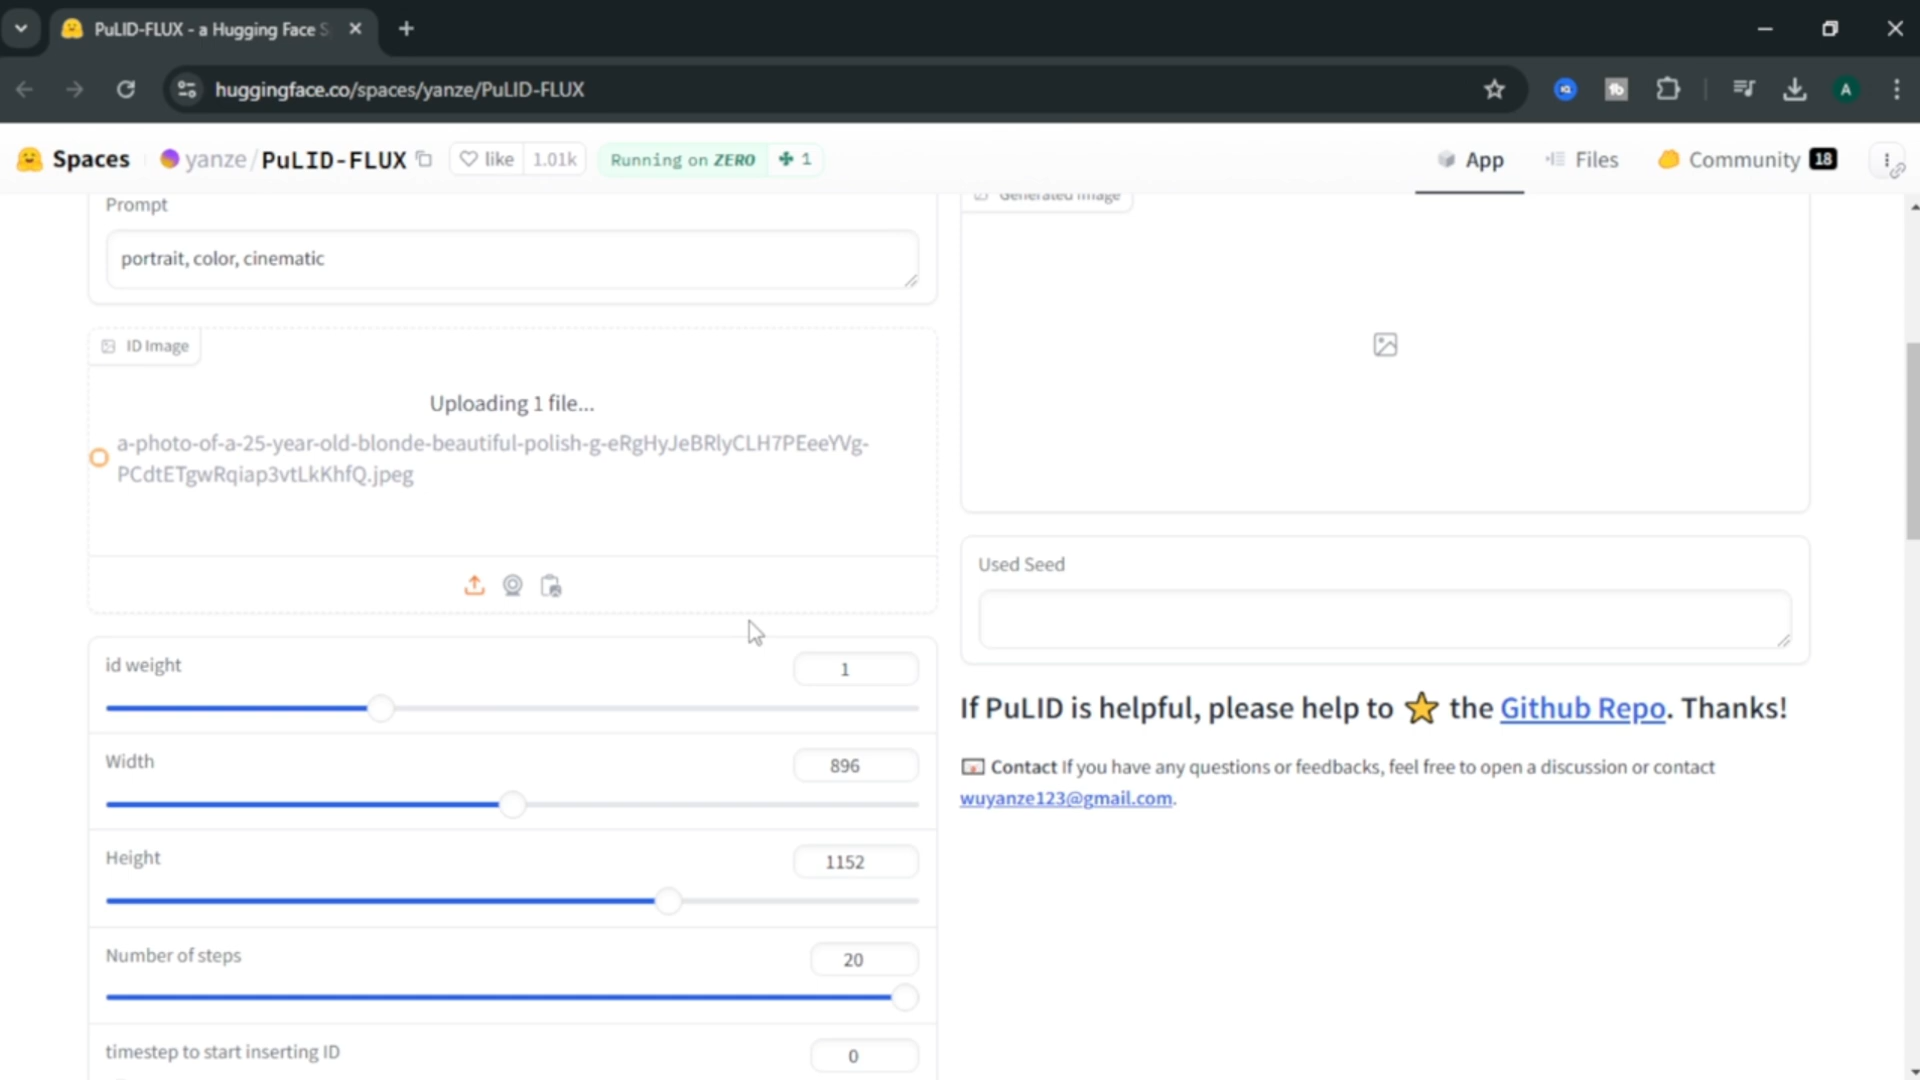 PuLID-FLUX - a Hugging Face S
huggingface.co/spaces/yanze/PuLID-FLUX
A
Spaces
yanze/PuLID-FLUX
like 1.01k
Running on ZERO
1
App
Files
Community 18
Prompt
portrait, color, cinematic
ID Image
Uploading 1 file...
a-photo-of-a-25-year-old-blonde-beautiful-polish-g-eRgHyJeBRlyCLH7PEeeYVg-
PCdtETgwRqiap3vtLkKhfQ.jpeg
id weight
1
Width
896
Height
1152
Number of steps
20
timestep to start inserting ID
0
Generated Image
Used Seed
If PuLID is helpful, please help to ⭐ the Github Repo. Thanks!
Contact If you have any questions or feedbacks, feel free to open a discussion or contact
wuyanze123@gmail.com.